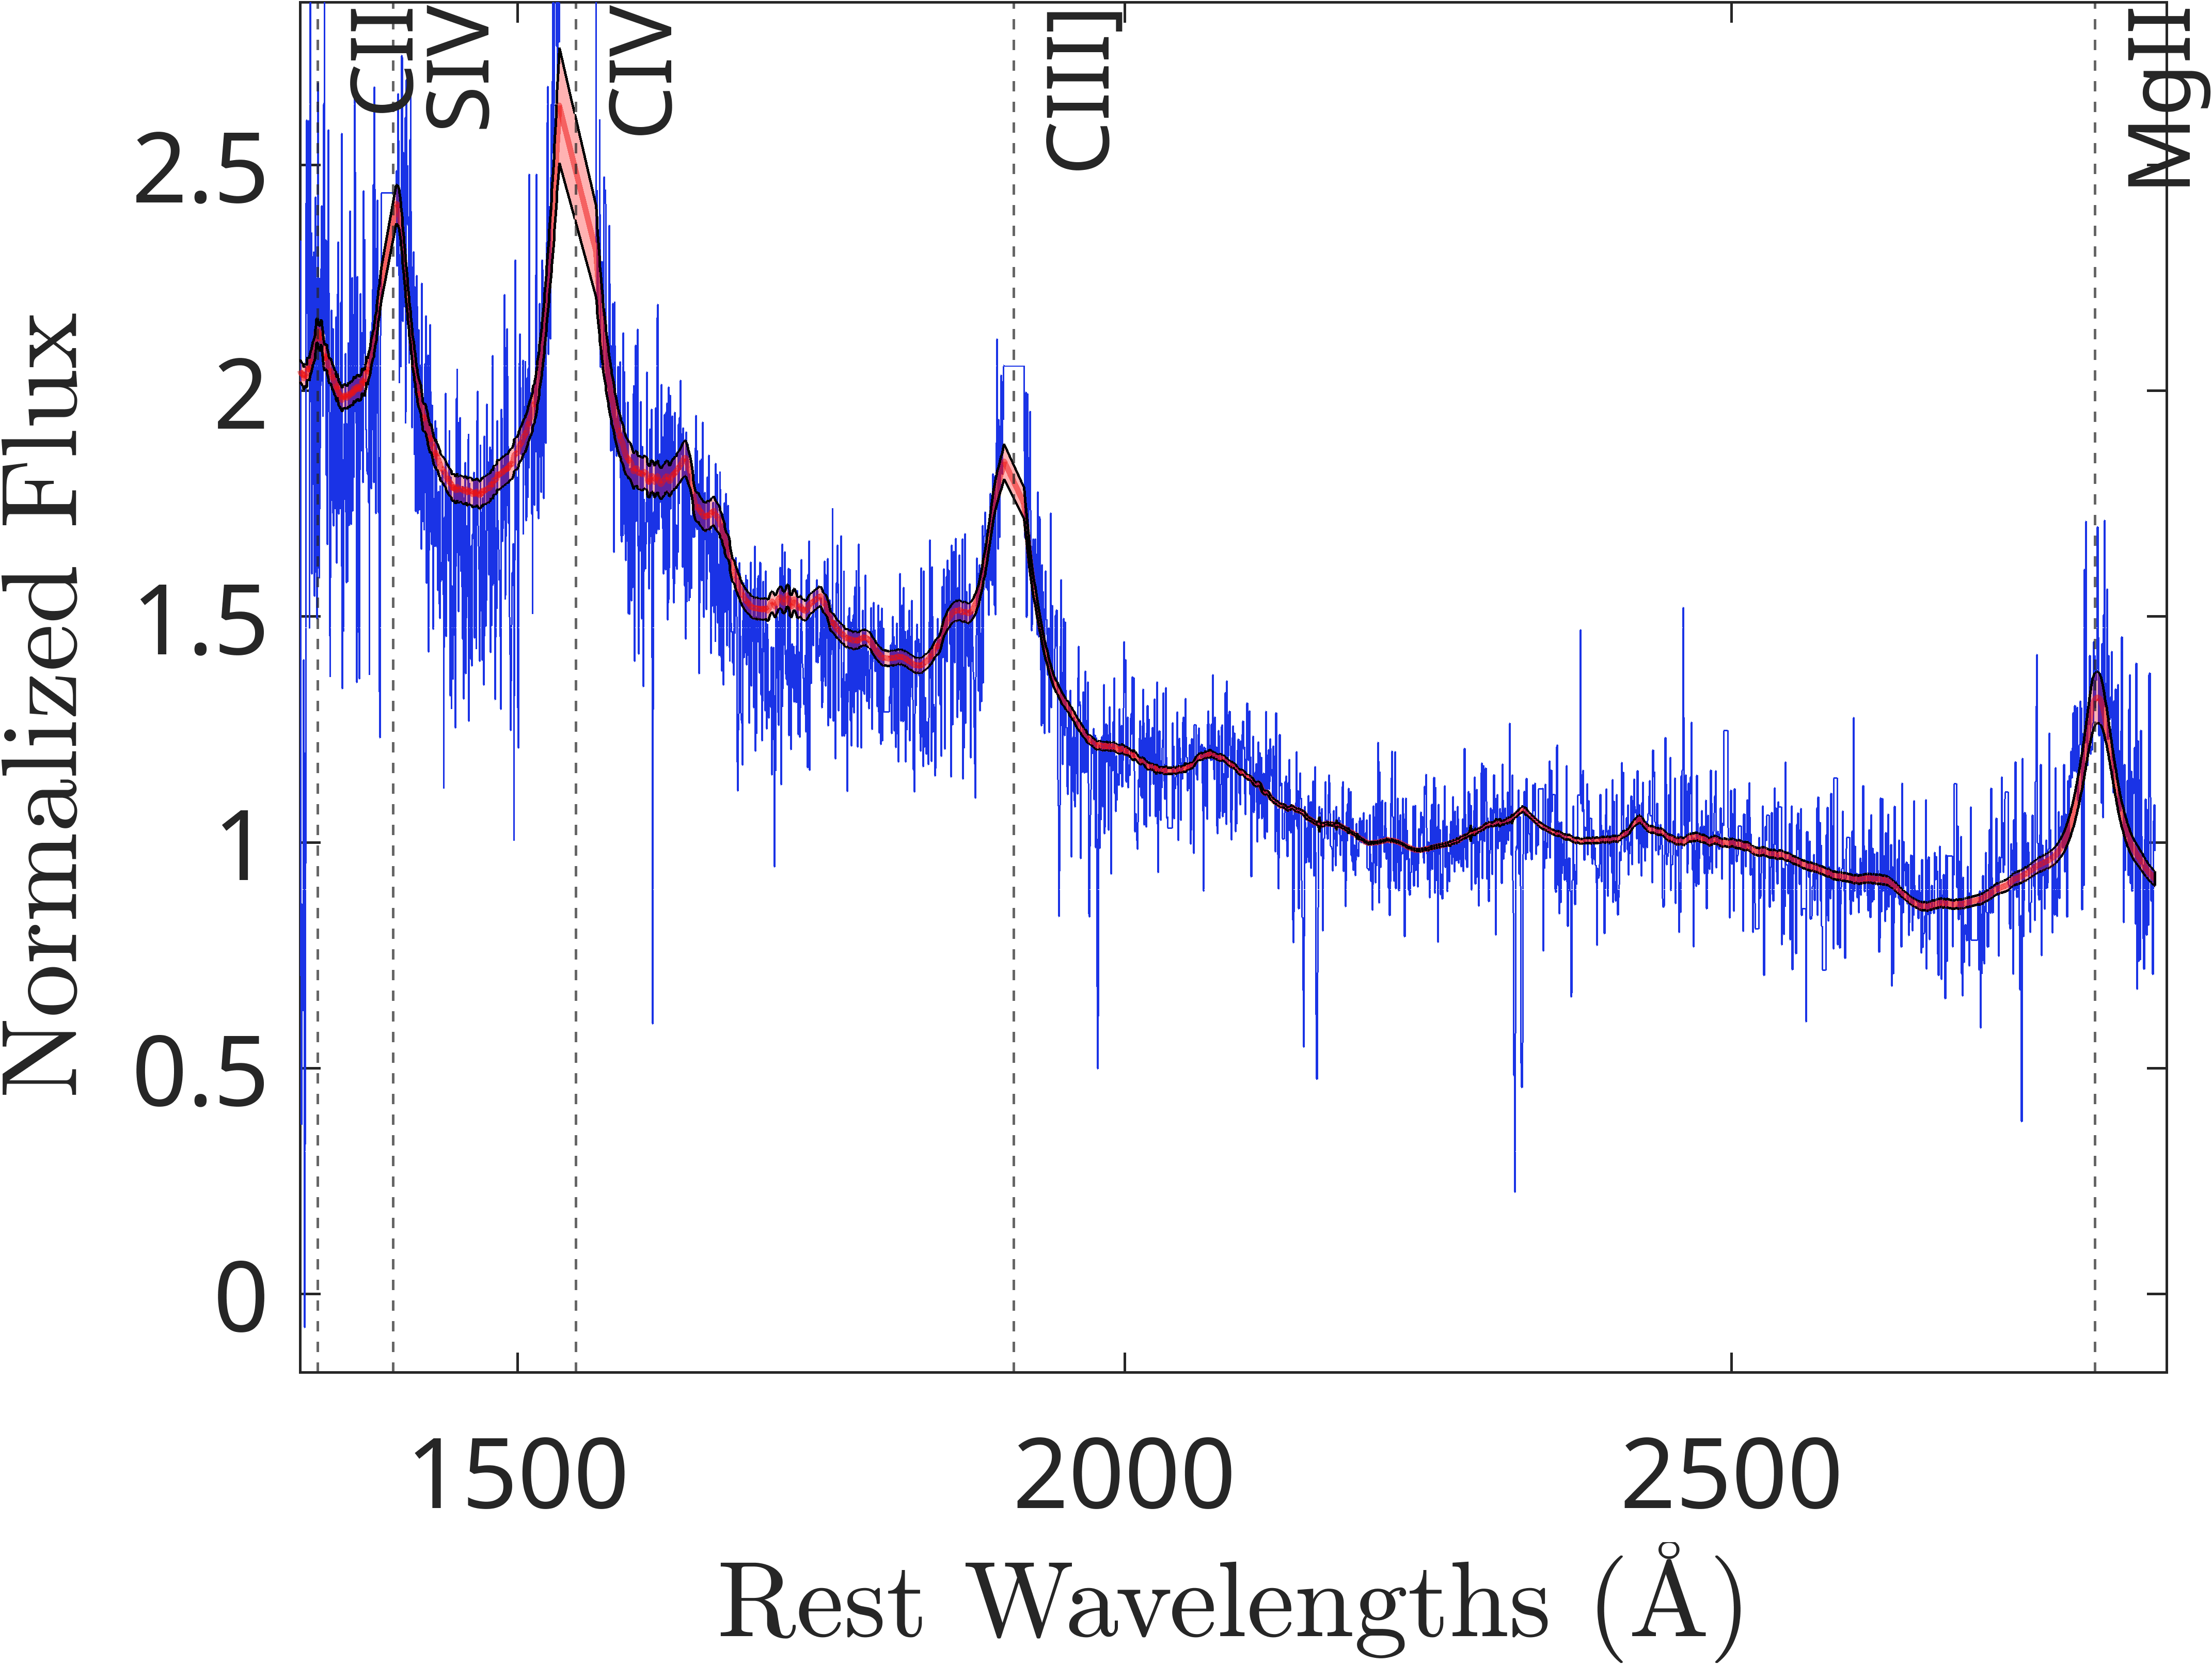 CII
SIV
CIV
CIII]
MgII
2.5
2
1.5
1
0.5
0
Normalized Flux
1500
2000
2500
Rest Wavelengths (Å)